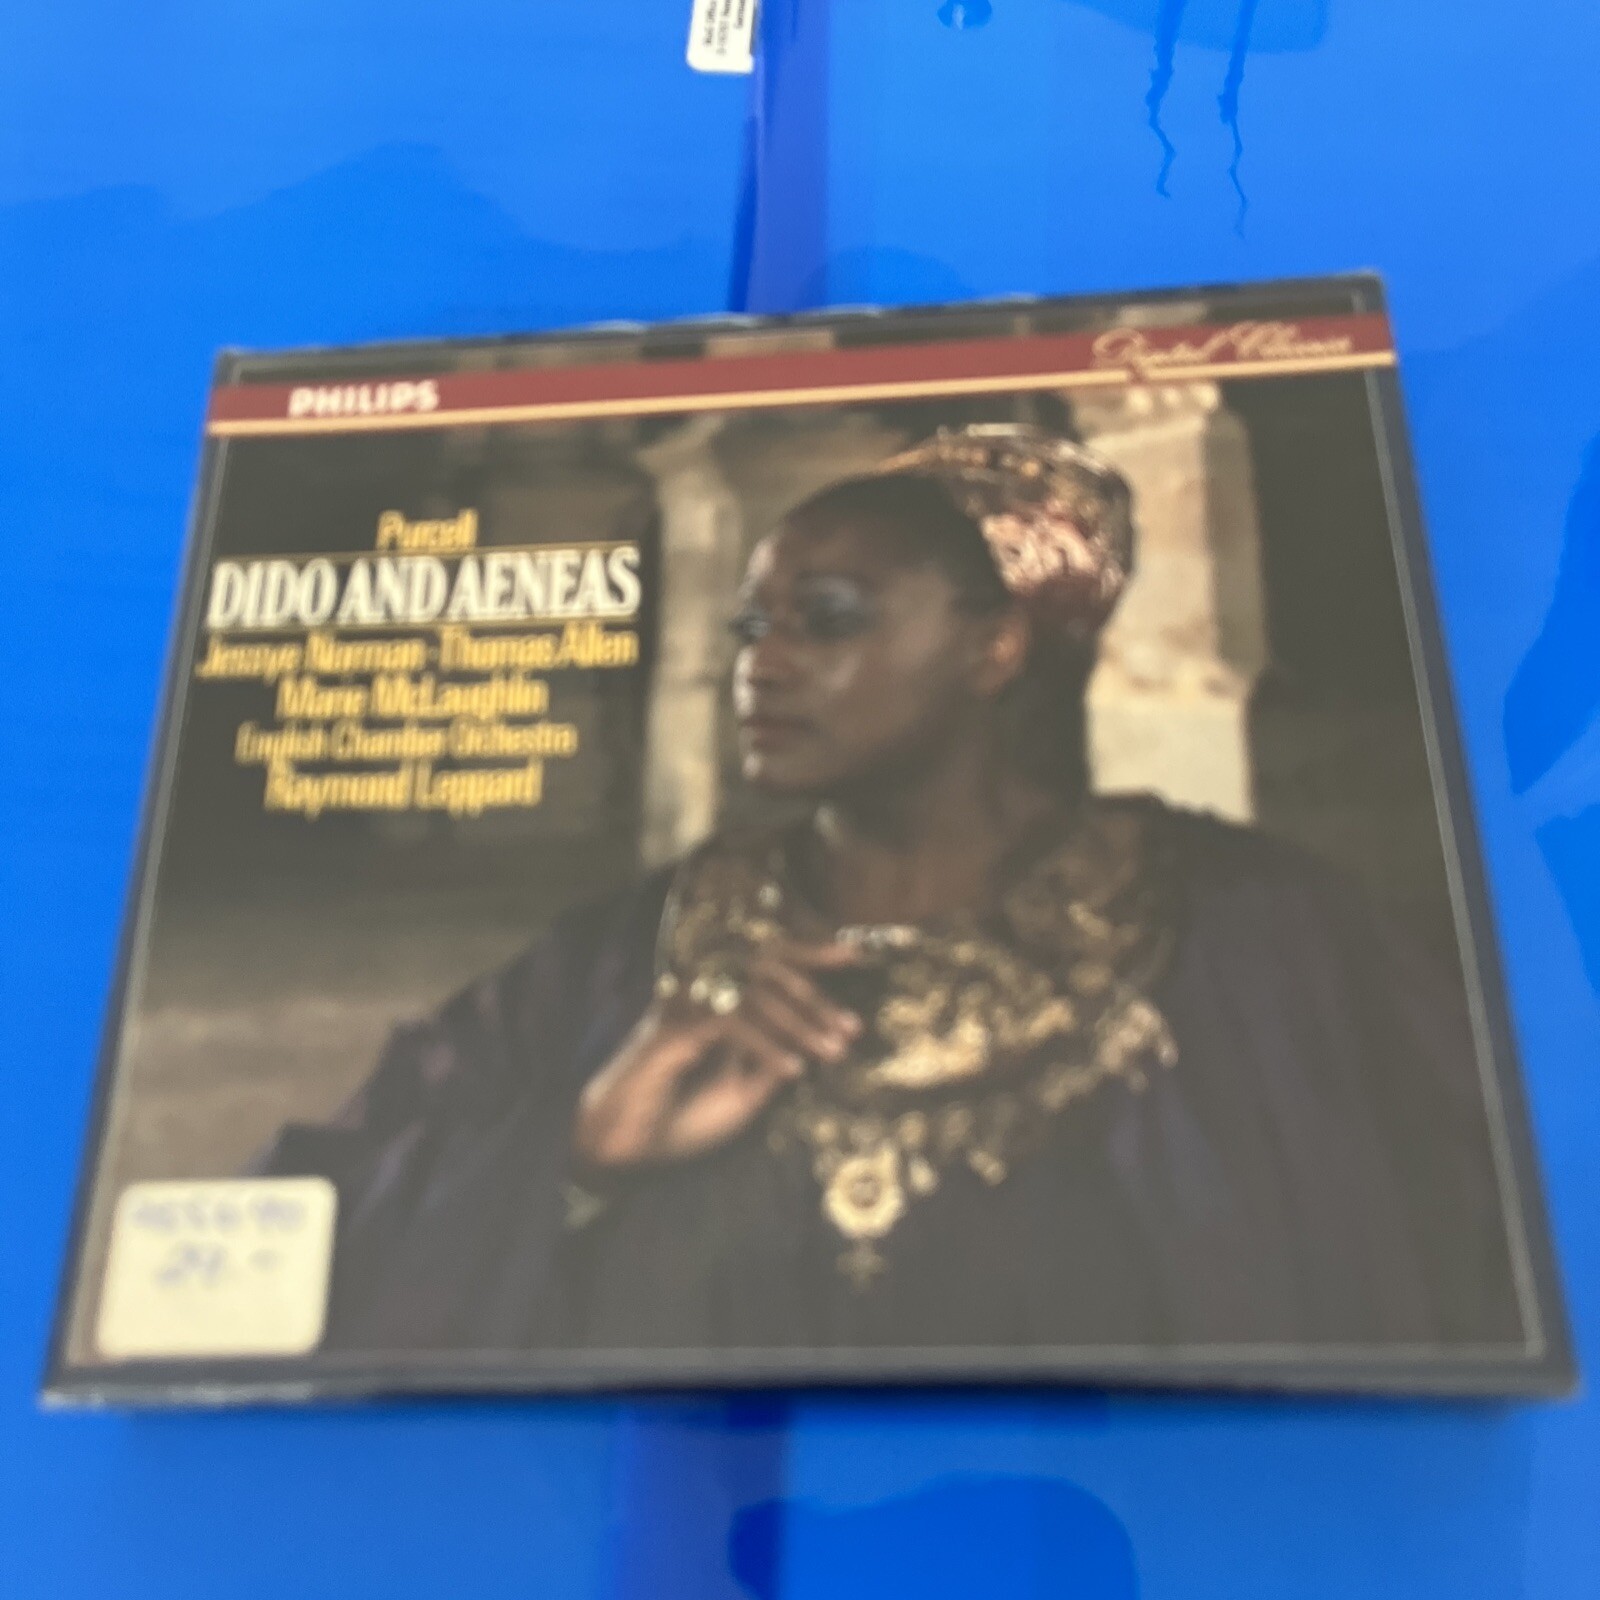 PHILIPS
Digital Classics
Purcell
DIDO AND AENEAS
Jessye Norman · Thomas Allen
Marie McLaughlin
English Chamber Orchestra
Raymond Leppard